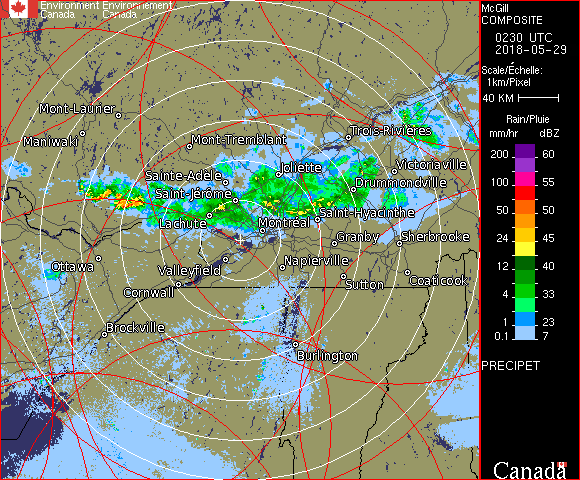 Environment Environnement
Canada Canada
McGill
COMPOSITE
0230 UTC
2018-05-29
Scale/Échelle:
1km/Pixel
40 KM
Rain/Pluie
mm/hr dBZ
200 60
100 55
50 50
24 45
12 40
4 33
2 30
1 23
0.1 7
PRECIPET
Canada
Mont-Laurier
Maniwaki
Mont-Tremblant
Trois-Rivières
Sainte-Adèle
Joliette
Victoriaville
Saint-Jérôme
Drummondville
Lachute
Montréal
Saint-Hyacinthe
Granby
Sherbrooke
Ottawa
Valleyfield
Napierville
Cornwall
Sutton
Coaticook
Brockville
Burlington